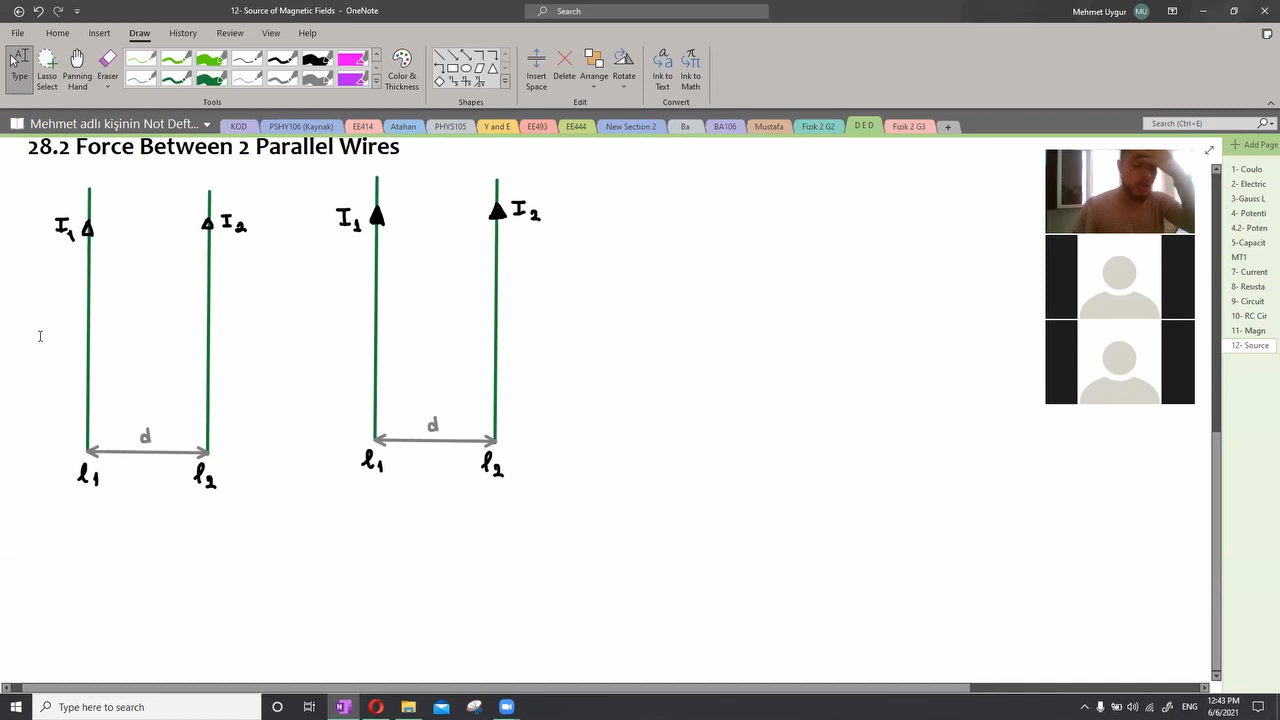 12- Source of Magnetic Fields - OneNote
Search
Mehmet Uygur
MU
File Home Insert Draw History Review View Help
Type
Lasso Select
Panning Hand
Eraser
Color & Thickness
Insert Space
Delete
Arrange
Rotate
Ink to Text
Ink to Math
Tools
Shapes
Edit
Convert
Mehmet adlı kişinin Not Deft...
KGD PSHY106 (Kaynak) EE414 Atahan PHYS105 Y and E EE493 EE444 New Section 2 Ba BA106 Mustafa Fizik 2 G2 D E D Fizik 2 G3
Search (Ctrl+E)
Add Page
28.2 Force Between 2 Parallel Wires
I1 I2 I1 I2
d d
l1 l2 l1 l2
1- Coulo
2- Electric
3-Gauss L
4- Potenti
4.2- Poten
5-Capacit
MT1
7- Current
8- Resista
9- Circuit
10- RC Cir
11- Magn
12- Source
Type here to search
ENG
12:43 PM
6/6/2021